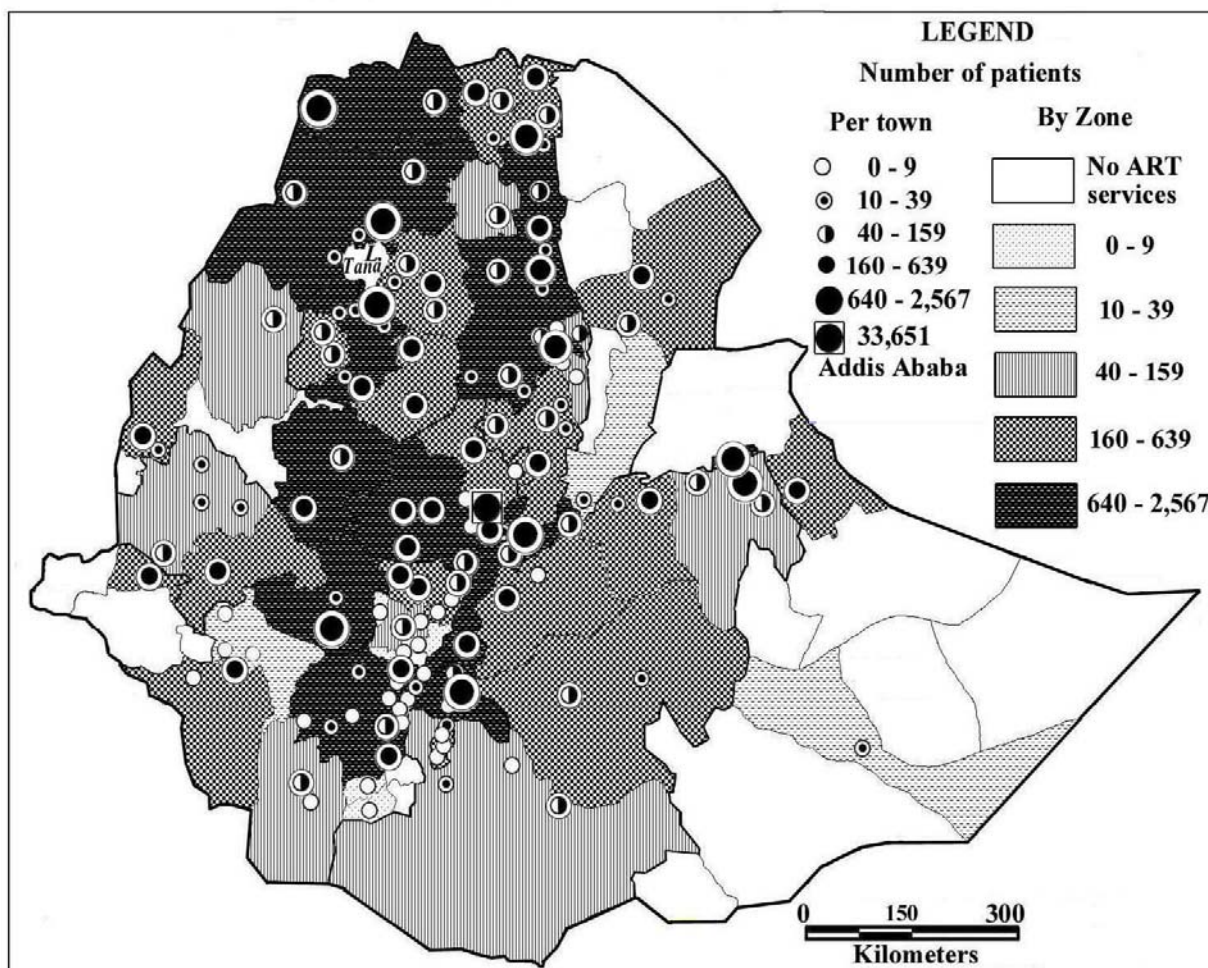 LEGEND
Number of patients
Per town
By Zone
0 - 9
10 - 39
40 - 159
160 - 639
640 - 2,567
33,651
Addis Ababa
No ART
services
0 - 9
10 - 39
40 - 159
160 - 639
640 - 2,567
L.
Tana
0 150 300
Kilometers